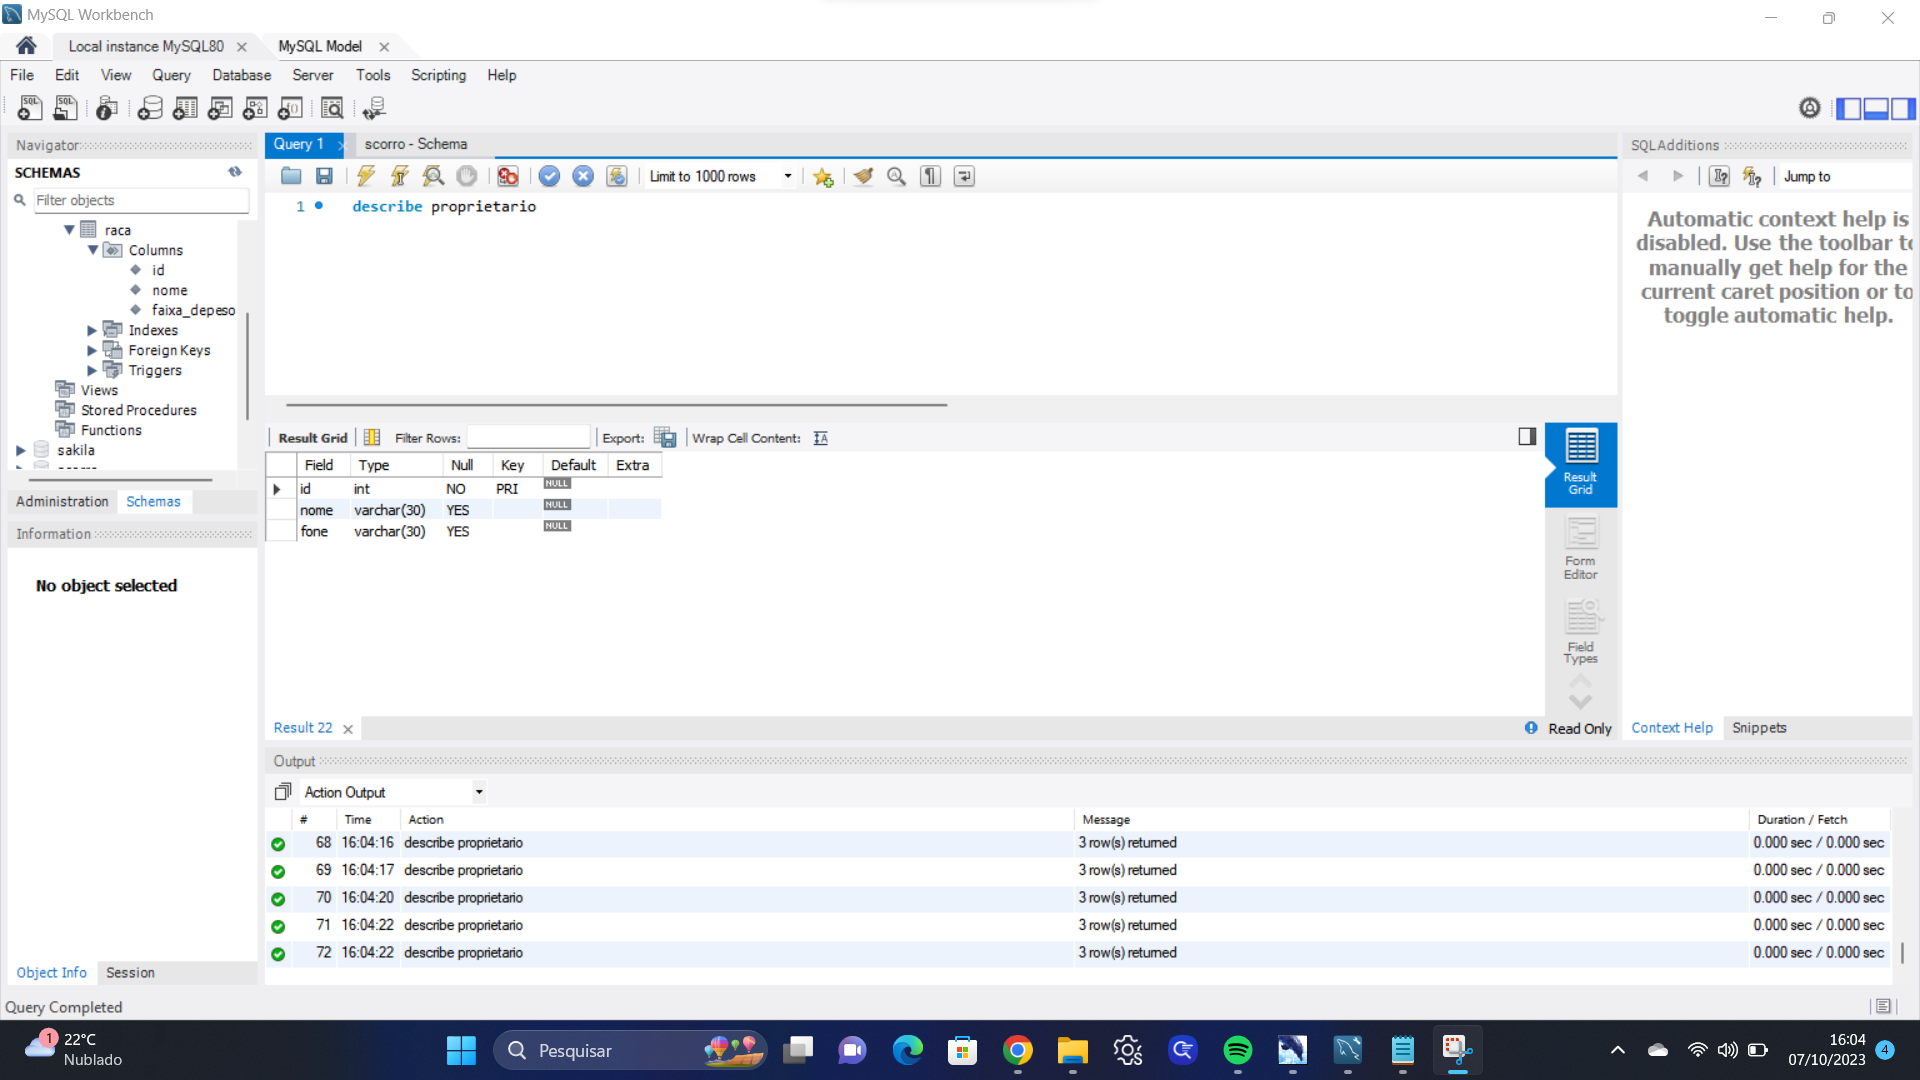 MySQL Workbench
Local instance MySQL80
MySQL Model
File Edit View Query Database Server Tools Scripting Help
Navigator
SCHEMAS
Filter objects
raca
Columns
id
nome
faixa_depeso
Indexes
Foreign Keys
Triggers
Views
Stored Procedures
Functions
sakila
Administration Schemas
Information
No object selected
Object Info Session
Query Completed
Query 1
scorro - Schema
Limit to 1000 rows
1 describe proprietario
Result Grid Filter Rows: Export: Wrap Cell Content:
Field Type Null Key Default Extra
id int NO PRI NULL
nome varchar(30) YES NULL
fone varchar(30) YES NULL
Result
Grid
Form
Editor
Field
Types
Result 22
Read Only
SQLAdditions
Jump to
Automatic context help is
disabled. Use the toolbar to
manually get help for the
current caret position or to
toggle automatic help.
Context Help Snippets
Output
Action Output
# Time Action Message Duration / Fetch
68 16:04:16 describe proprietario 3 row(s) returned 0.000 sec / 0.000 sec
69 16:04:17 describe proprietario 3 row(s) returned 0.000 sec / 0.000 sec
70 16:04:20 describe proprietario 3 row(s) returned 0.000 sec / 0.000 sec
71 16:04:22 describe proprietario 3 row(s) returned 0.000 sec / 0.000 sec
72 16:04:22 describe proprietario 3 row(s) returned 0.000 sec / 0.000 sec
1
22°C
Nublado
Pesquisar
16:04
07/10/2023
4